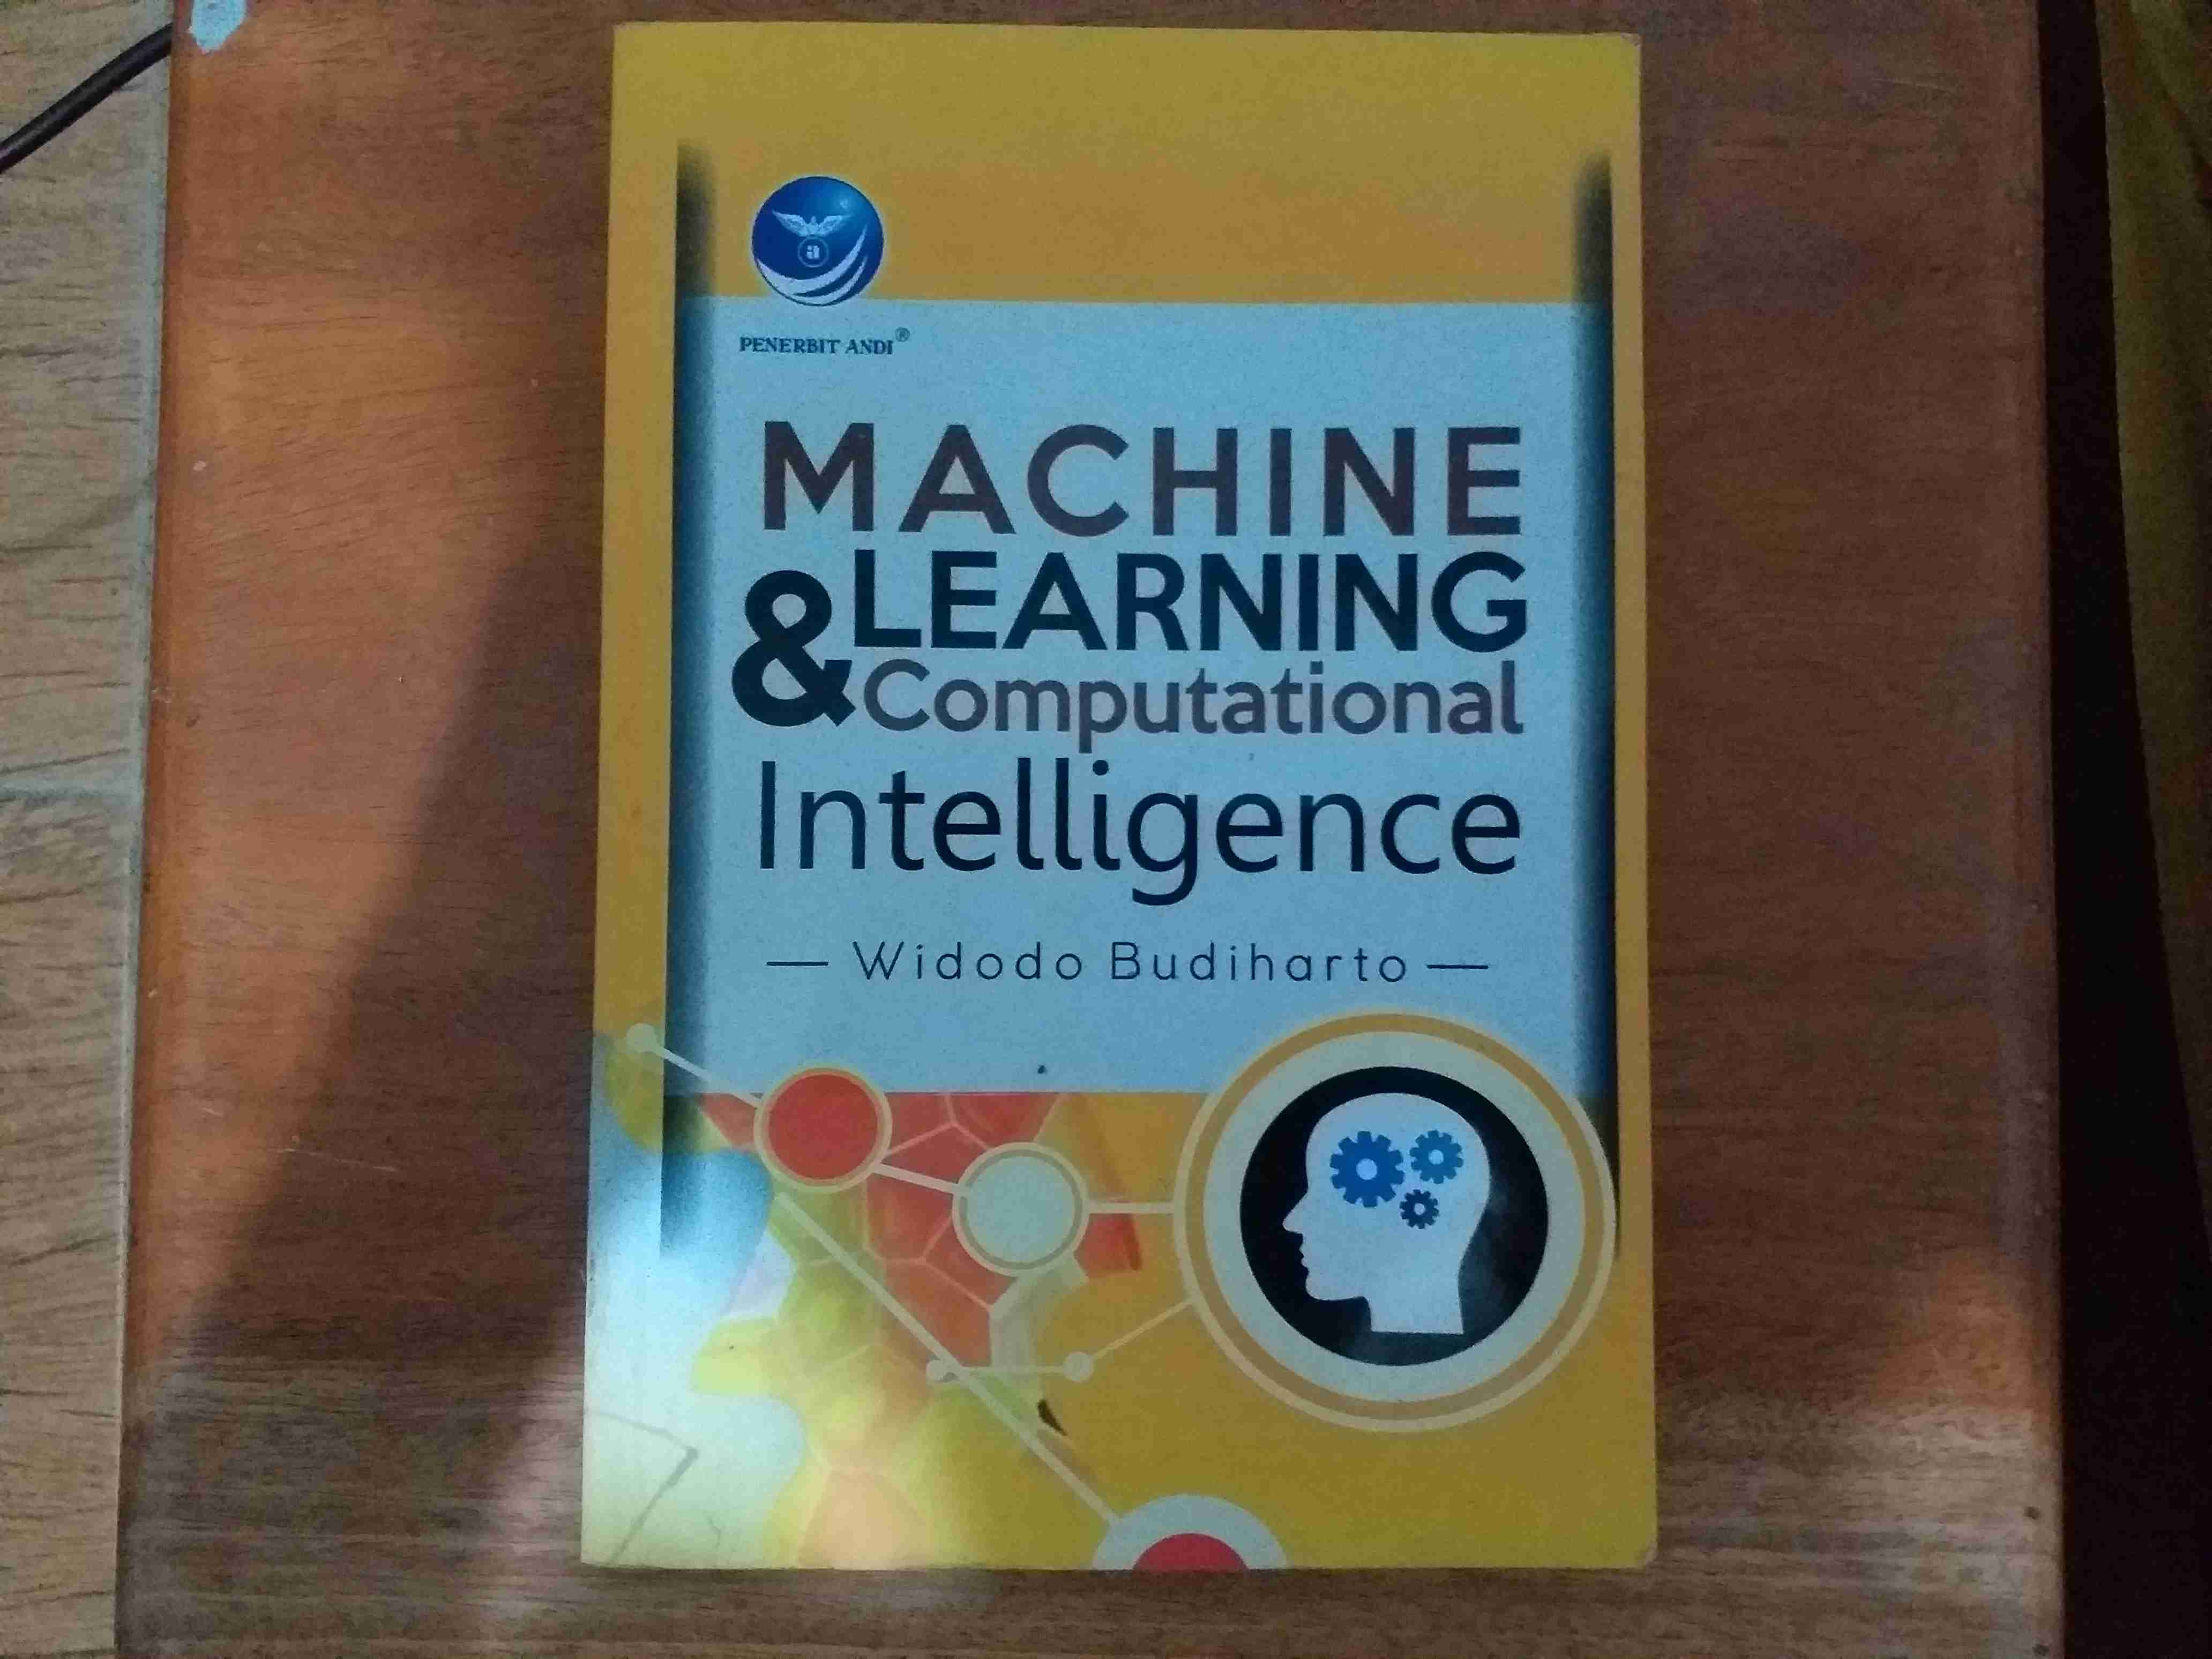 a
PENERBIT ANDI®
MACHINE
&LEARNING
Computational
Intelligence
— Widodo Budiharto —